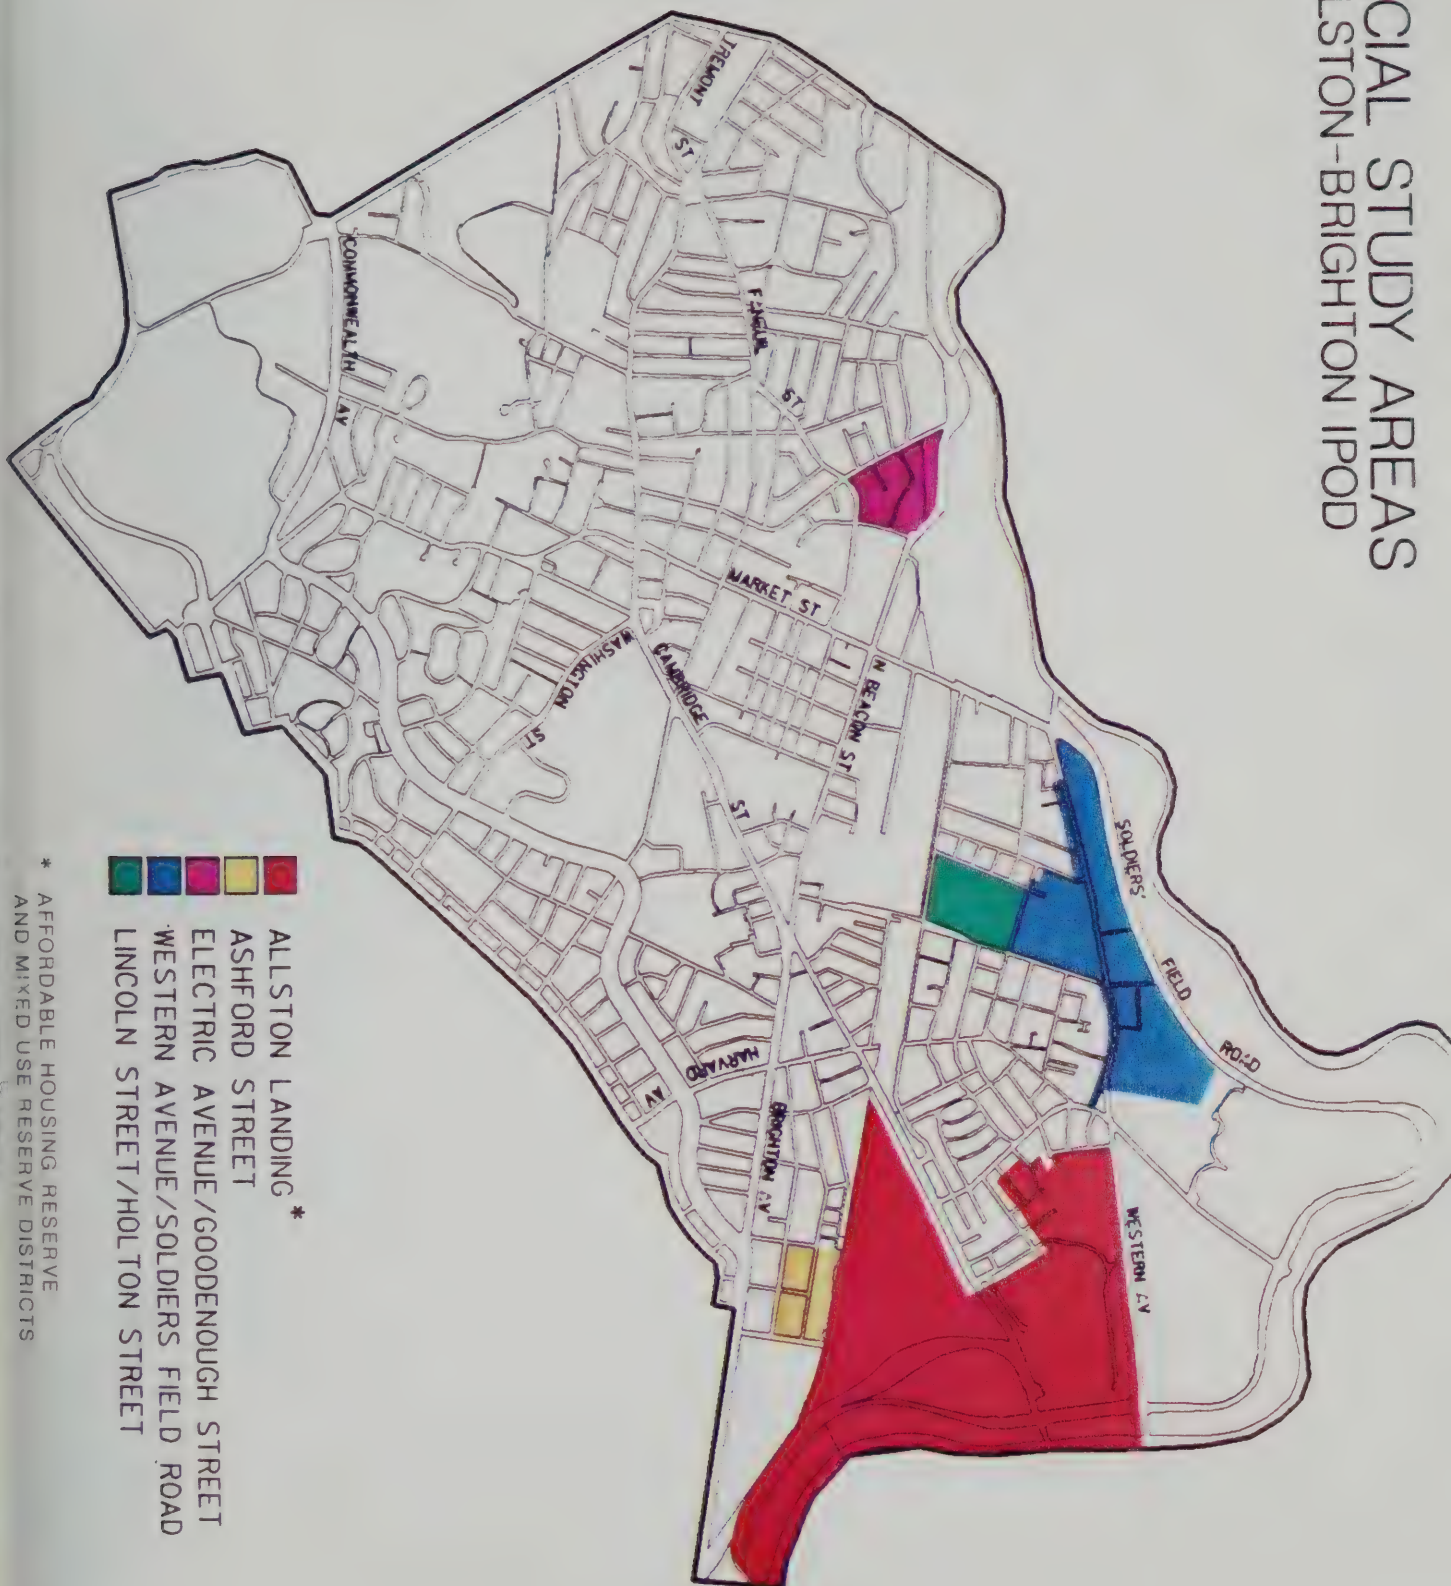 CIAL STUDY AREAS
LSTON-BRIGHTON IPOD
TREMONT
ST
FANEUIL
ST
COMMONWEALTH
AV
MARKET ST
WASHINGTON
ST
CAMBRIDGE
ST
N BEACON ST
SOLDIERS'
FIELD
ROAD
HARVARD
AV
BRIGHTON AV
WESTERN AV
ALLSTON LANDING*
ASHFORD STREET
ELECTRIC AVENUE/GOODENOUGH STREET
WESTERN AVENUE/SOLDIERS FIELD ROAD
LINCOLN STREET/HOLTON STREET
* AFFORDABLE HOUSING RESERVE
AND MIXED USE RESERVE DISTRICTS